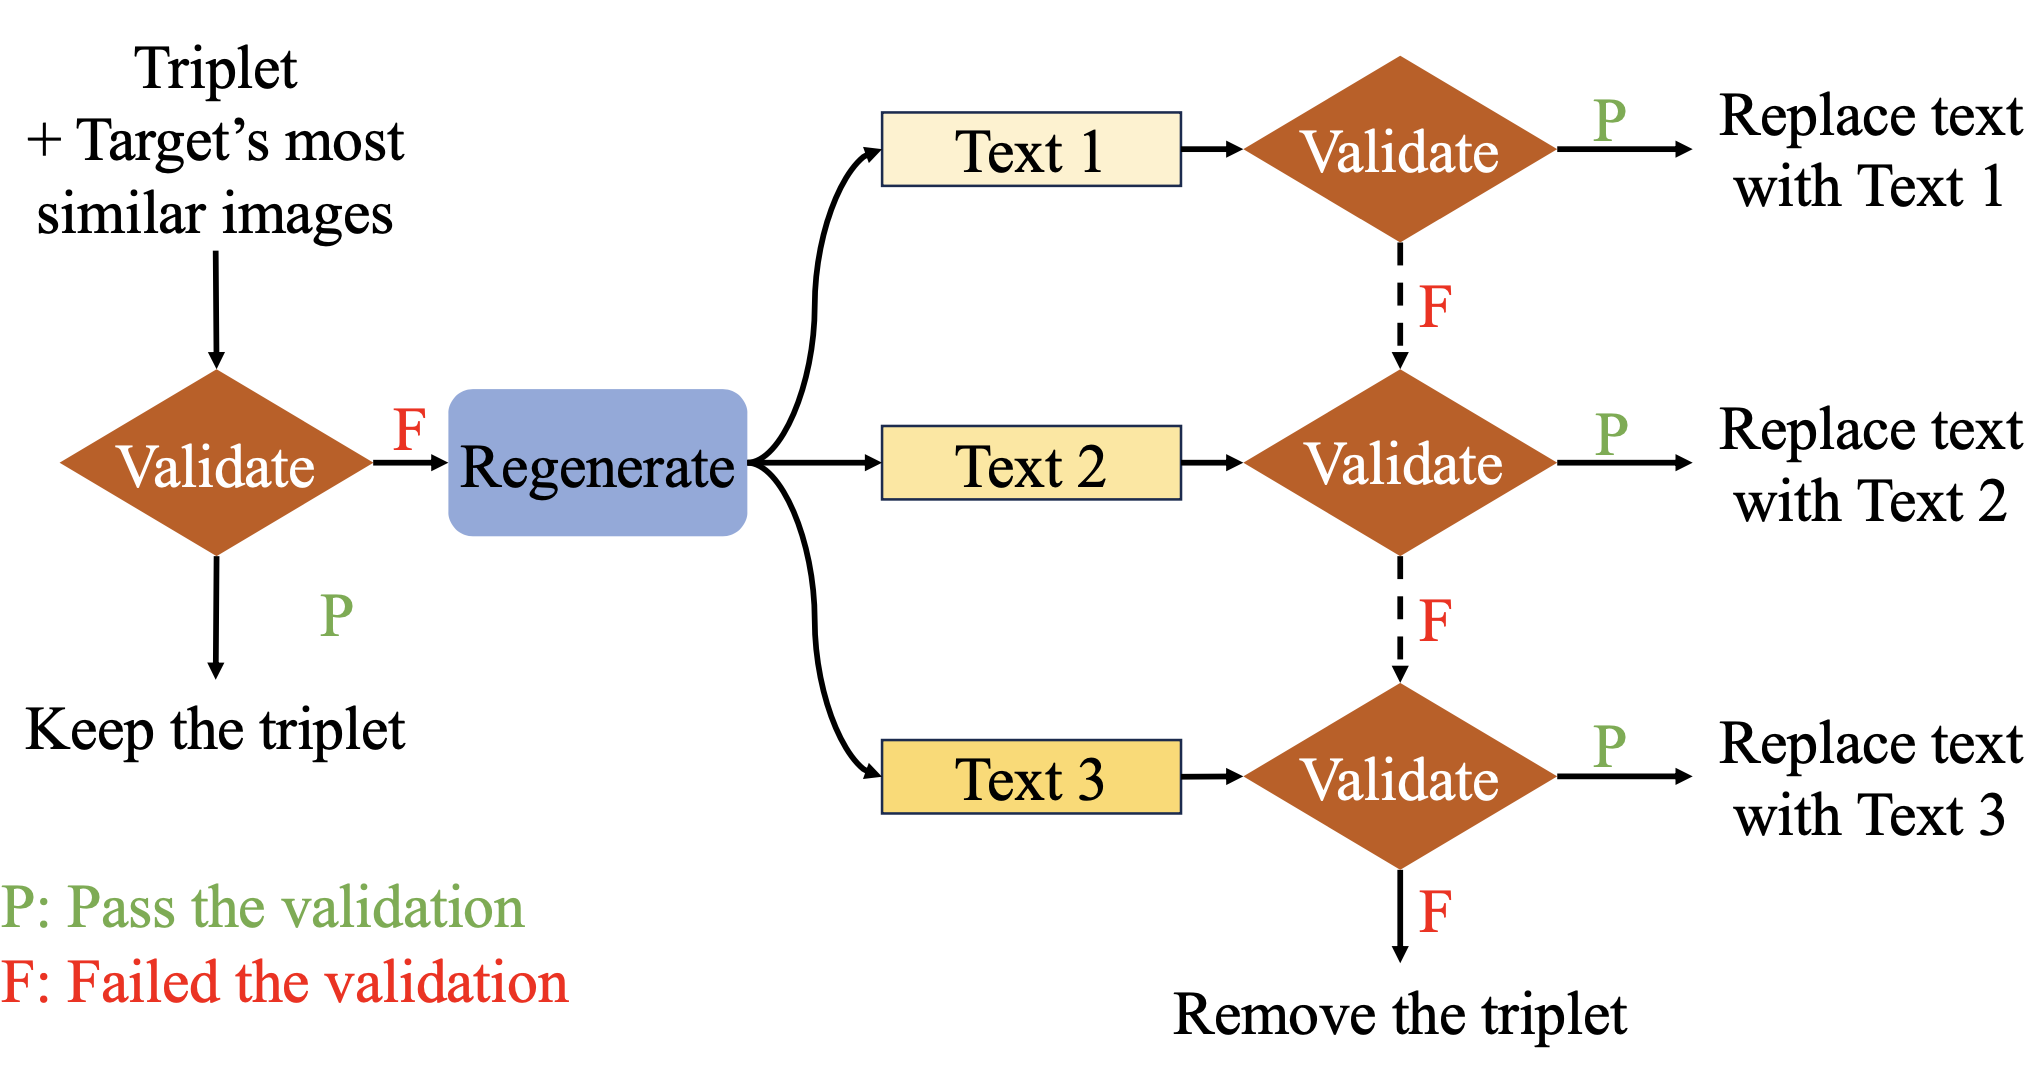 Triplet
+ Target’s most
similar images
Validate
F
P
Keep the triplet
Regenerate
Text 1
Validate
P
Replace text
with Text 1
F
Text 2
Validate
P
Replace text
with Text 2
F
Text 3
Validate
P
Replace text
with Text 3
F
Remove the triplet
P: Pass the validation
F: Failed the validation